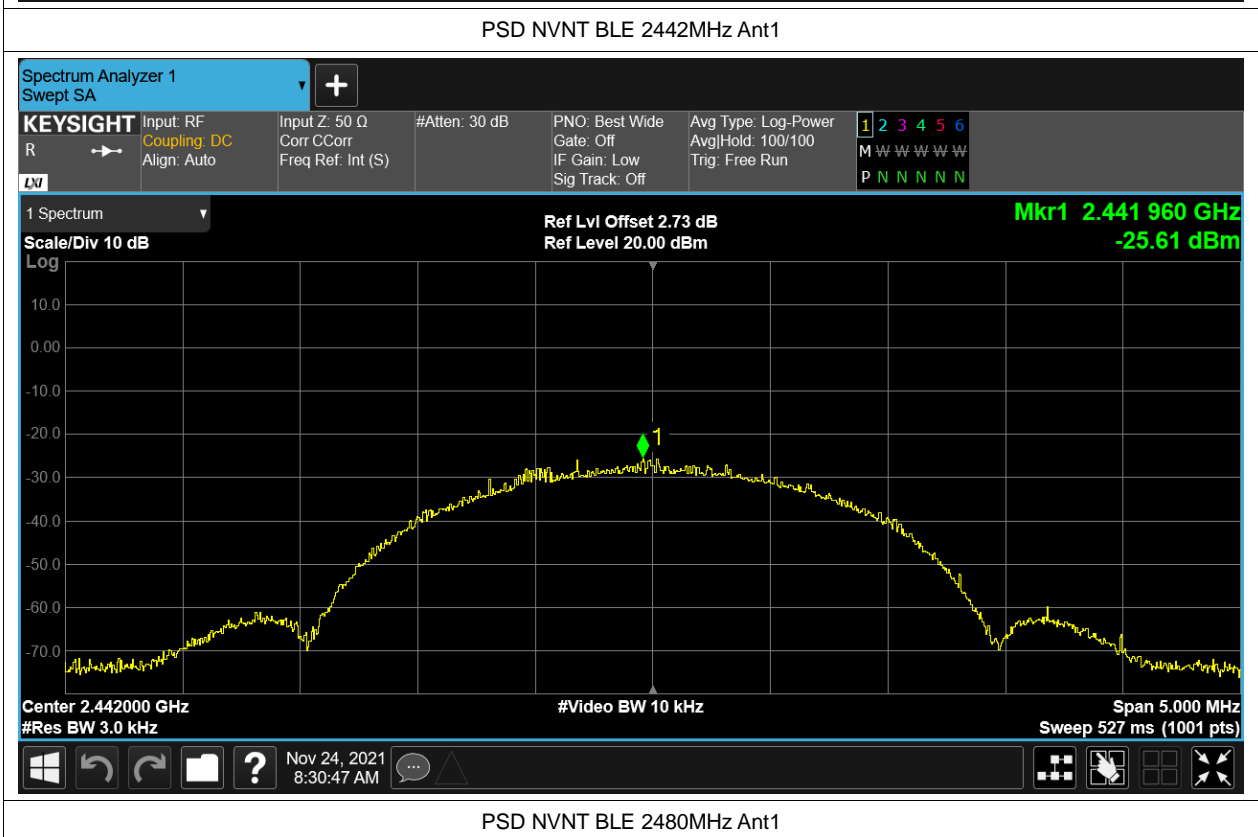 PSD NVNT BLE 2442MHz Ant1
Spectrum Analyzer 1
Swept SA
KEYSIGHT
R
LXI
Input: RF
Coupling: DC
Align: Auto
Input Z: 50 Ω
Corr CCorr
Freq Ref: Int (S)
#Atten: 30 dB
PNO: Best Wide
Gate: Off
IF Gain: Low
Sig Track: Off
Avg Type: Log-Power
Avg|Hold: 100/100
Trig: Free Run
1 2 3 4 5 6
M W W W W W
P N N N N N
1 Spectrum
Scale/Div 10 dB
Ref Lvl Offset 2.73 dB
Ref Level 20.00 dBm
Mkr1 2.441 960 GHz
-25.61 dBm
Log
10.0
0.00
-10.0
-20.0
1
-30.0
-40.0
-50.0
-60.0
-70.0
Center 2.442000 GHz
#Video BW 10 kHz
Span 5.000 MHz
#Res BW 3.0 kHz
Sweep 527 ms (1001 pts)
?
Nov 24, 2021
8:30:47 AM
PSD NVNT BLE 2480MHz Ant1